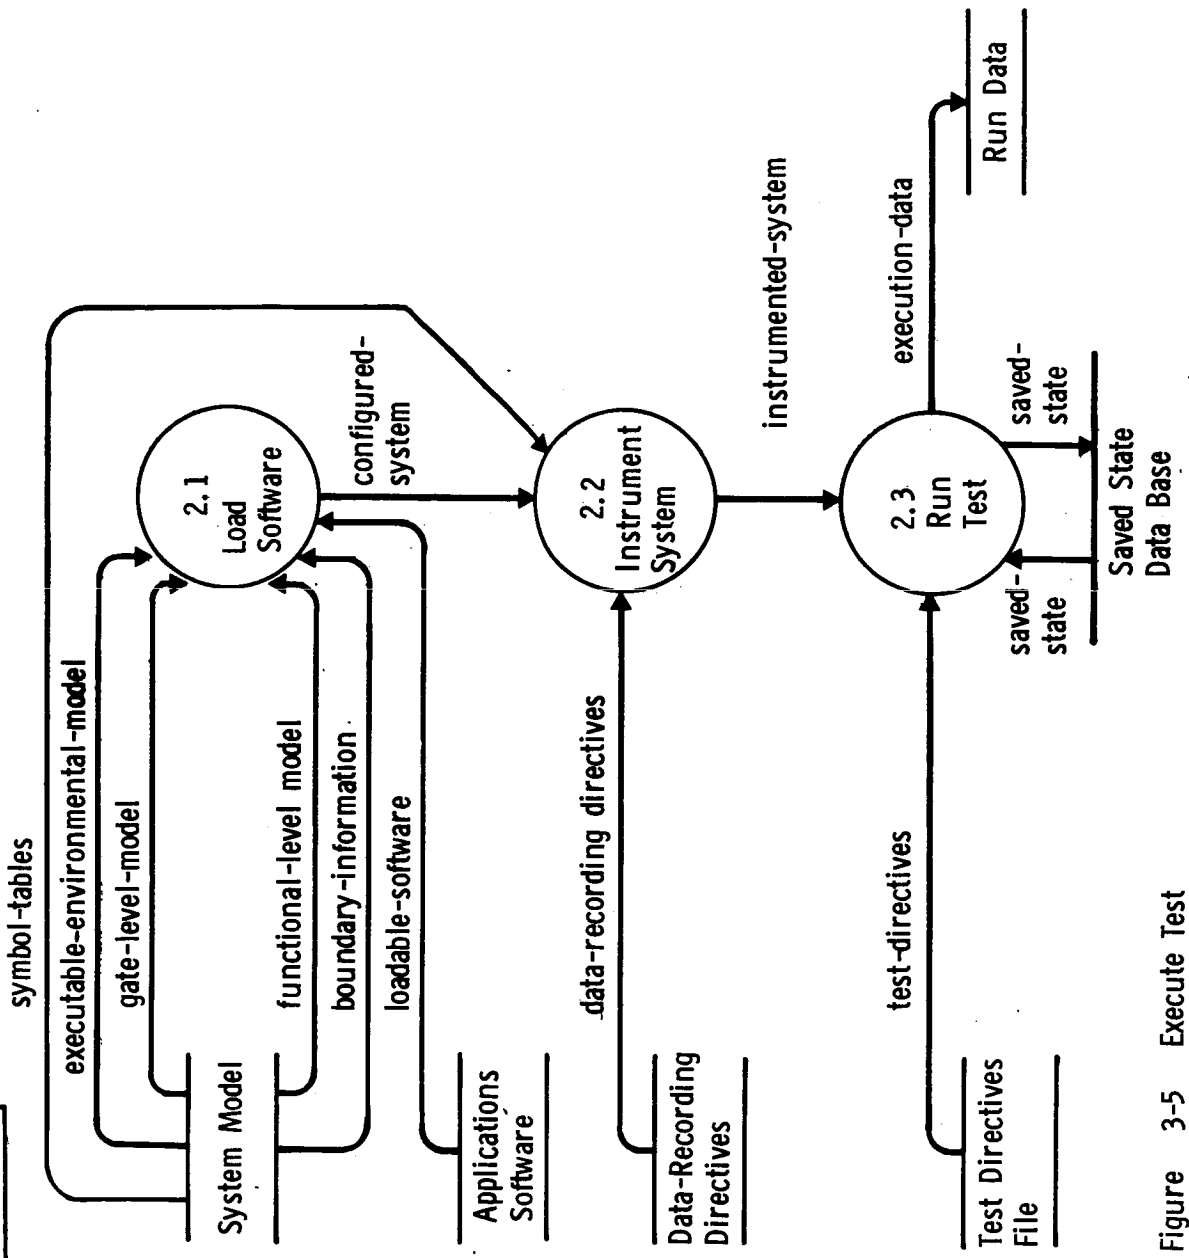 symbol-tables
executable-environmental-model
gate-level-model
System Model
functional-level model
boundary-information
loadable-software
2.1
Load
Software
configured-
system
Applications
Software
data-recording directives
2.2
Instrument
System
Data-Recording
Directives
instrumented-system
test-directives
2.3
Run
Test
execution-data
Run Data
Test Directives
File
saved-
state
saved-
state
Saved State
Data Base
Figure 3-5 Execute Test